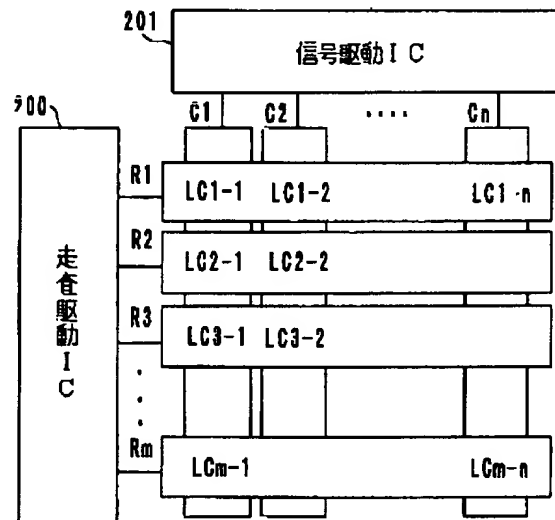 201
信号駆動IC
200
C1 C2 ‥‥ Cn
R1
LC1-1 LC1-2 LC1-n
R2
LC2-1 LC2-2
R3
LC3-1 LC3-2
Rm
LCm-1 LCm-n
走査駆動IC